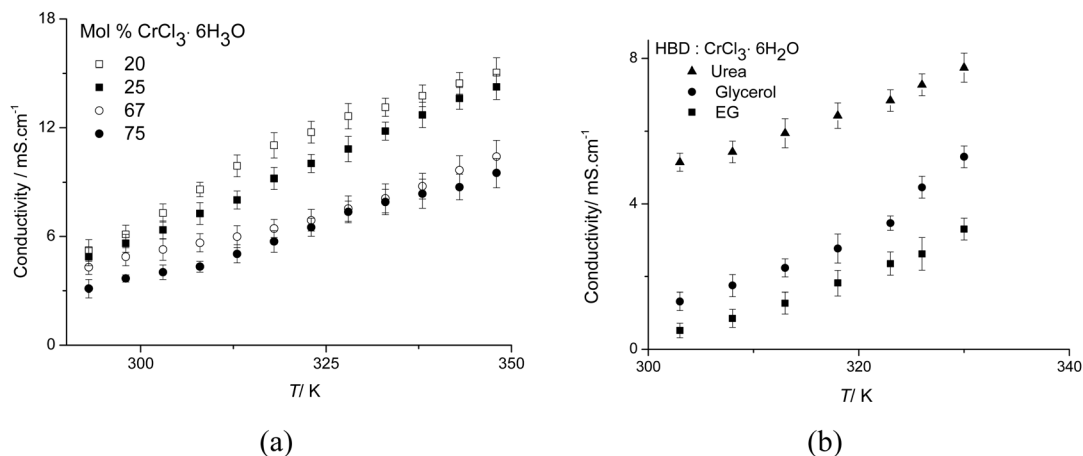 18
12
6
0
Conductivity / mS.cm⁻¹
Mol % CrCl₃· 6H₃O
20
25
67
75
300
325
350
T/ K
(a)
8
4
0
Conductivity/ mS.cm⁻¹
HBD : CrCl₃· 6H₂O
Urea
Glycerol
EG
300
320
340
T/ K
(b)